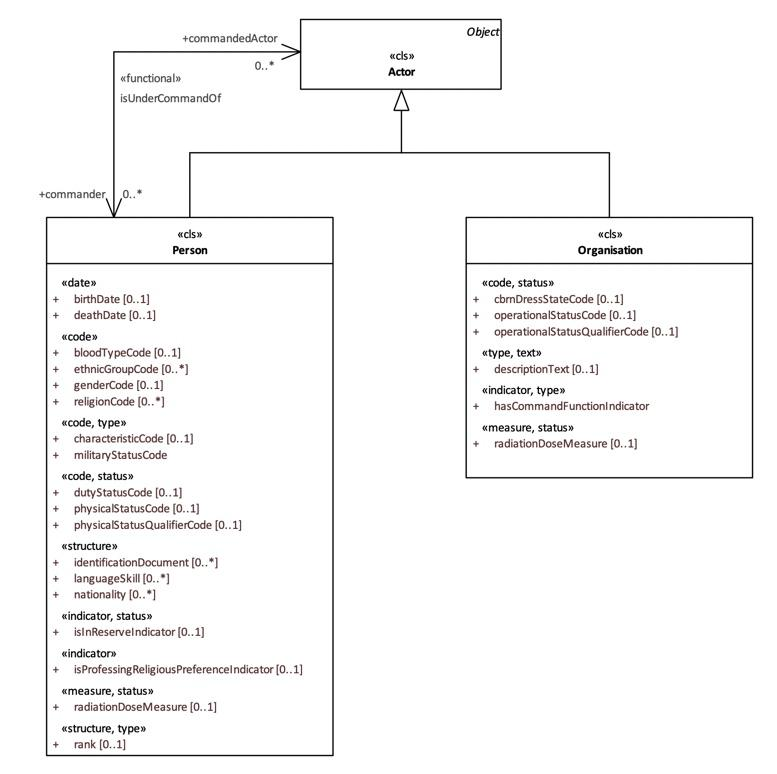 Object
«cls»
Actor
+commandedActor
0..*
«functional»
isUnderCommandOf
+commander 0..*
«cls»
Person
«date»
+ birthDate [0..1]
+ deathDate [0..1]
«code»
+ bloodTypeCode [0..1]
+ ethnicGroupCode [0..*]
+ genderCode [0..1]
+ religionCode [0..*]
«code, type»
+ characteristicCode [0..1]
+ militaryStatusCode
«code, status»
+ dutyStatusCode [0..1]
+ physicalStatusCode [0..1]
+ physicalStatusQualifierCode [0..1]
«structure»
+ identificationDocument [0..*]
+ languageSkill [0..*]
+ nationality [0..*]
«indicator, status»
+ isInReserveIndicator [0..1]
«indicator»
+ isProfessingReligiousPreferenceIndicator [0..1]
«measure, status»
+ radiationDoseMeasure [0..1]
«structure, type»
+ rank [0..1]
«cls»
Organisation
«code, status»
+ cbrnDressStateCode [0..1]
+ operationalStatusCode [0..1]
+ operationalStatusQualifierCode [0..1]
«type, text»
+ descriptionText [0..1]
«indicator, type»
+ hasCommandFunctionIndicator
«measure, status»
+ radiationDoseMeasure [0..1]